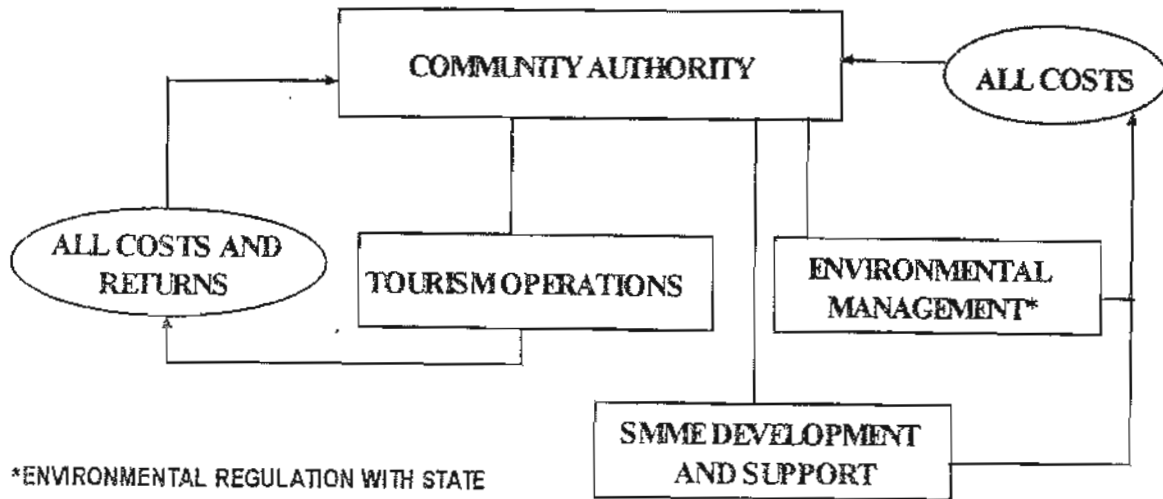 COMMUNITY AUTHORITY
ALL COSTS
ALL COSTS AND
RETURNS
TOURISM OPERATIONS
ENVIRONMENTAL
MANAGEMENT*
SMME DEVELOPMENT
AND SUPPORT
*ENVIRONMENTAL REGULATION WITH STATE